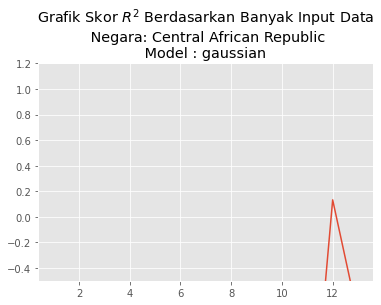 Grafik Skor R² Berdasarkan Banyak Input Data
Negara: Central African Republic
Model : gaussian
1.2
1.0
0.8
0.6
0.4
0.2
0.0
−0.2
−0.4
2 4 6 8 10 12